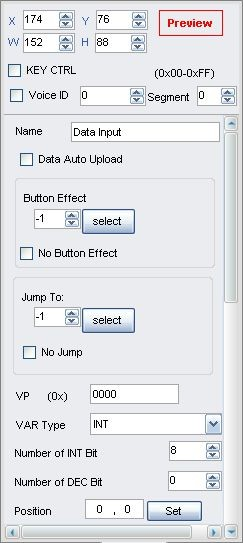 X 174 Y 76 Preview
W 152 H 88
KEY CTRL (0x00-0xFF)
Voice ID 0 Segment 0
Name Data Input
Data Auto Upload
Button Effect
-1 select
No Button Effect
Jump To:
-1 select
No Jump
VP (0x) 0000
VAR Type INT
Number of INT Bit 8
Number of DEC Bit 0
Position 0 , 0 Set